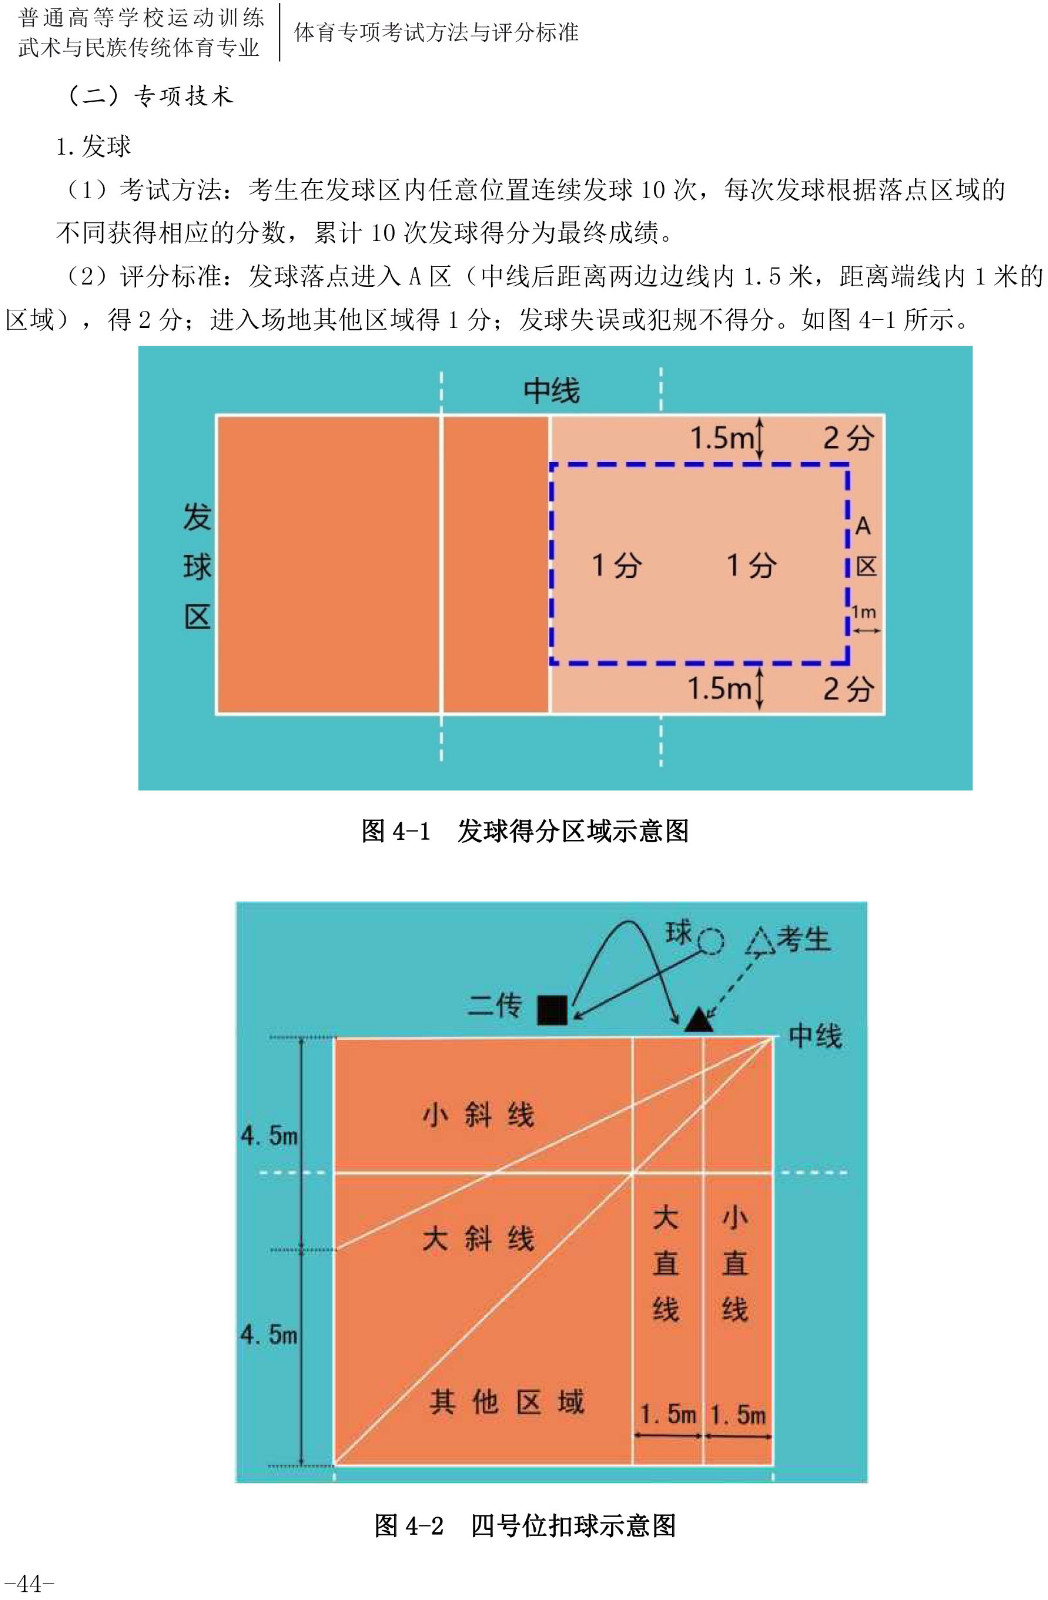 普通高等学校运动训练
武术与民族传统体育专业
体育专项考试方法与评分标准
（二）专项技术
1. 发球
（1）考试方法：考生在发球区内任意位置连续发球 10 次，每次发球根据落点区域的
不同获得相应的分数，累计 10 次发球得分为最终成绩。
（2）评分标准：发球落点进入 A 区（中线后距离两边边线内 1.5 米，距离端线内 1 米的
区域），得 2 分；进入场地其他区域得 1 分；发球失误或犯规不得分。如图 4-1 所示。
中线
1.5m
2 分
发球区
1 分
1 分
A区
1m
1.5m
2 分
图 4-1 发球得分区域示意图
球
考生
二传
中线
小斜线
4.5m
大斜线
大直线
小直线
4.5m
其他区域
1.5m
1.5m
图 4-2 四号位扣球示意图
-44-